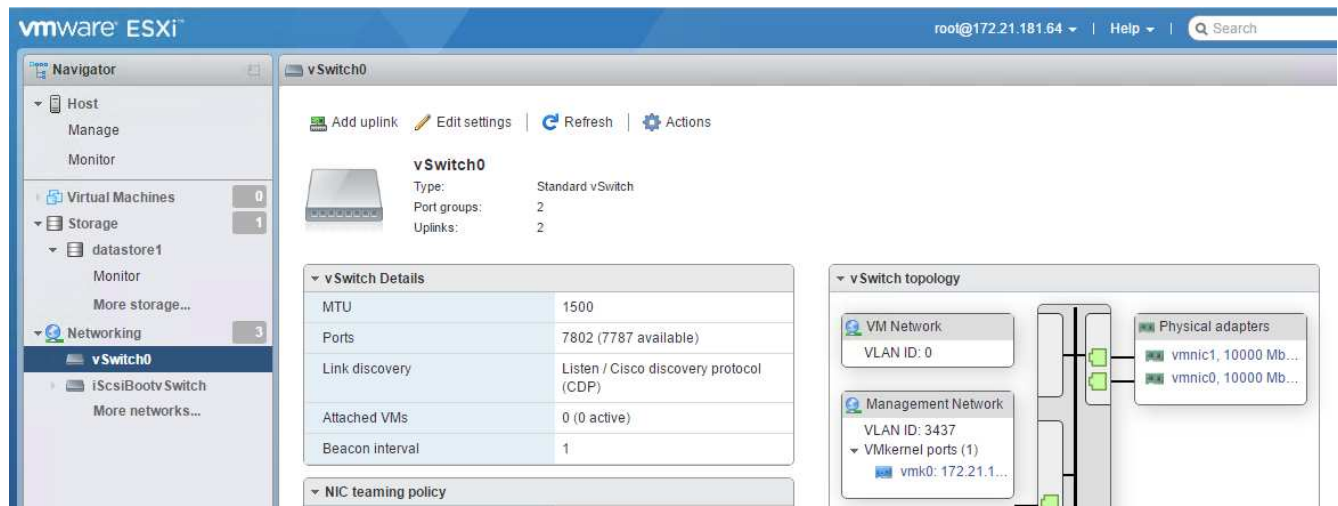 vmware ESXi™
root@172.21.181.64 | Help | Search
Navigator
Host
Manage
Monitor
Virtual Machines 0
Storage 1
datastore1
Monitor
More storage...
Networking 3
vSwitch0
iScsiBootvSwitch
More networks...
vSwitch0
Add uplink Edit settings | Refresh | Actions
vSwitch0
Type: Standard vSwitch
Port groups: 2
Uplinks: 2
vSwitch Details
MTU 1500
Ports 7802 (7787 available)
Link discovery Listen / Cisco discovery protocol
(CDP)
Attached VMs 0 (0 active)
Beacon interval 1
NIC teaming policy
vSwitch topology
VM Network
VLAN ID: 0
Management Network
VLAN ID: 3437
VMkernel ports (1)
vmk0: 172.21.1...
Physical adapters
vmnic1, 10000 Mb...
vmnic0, 10000 Mb...